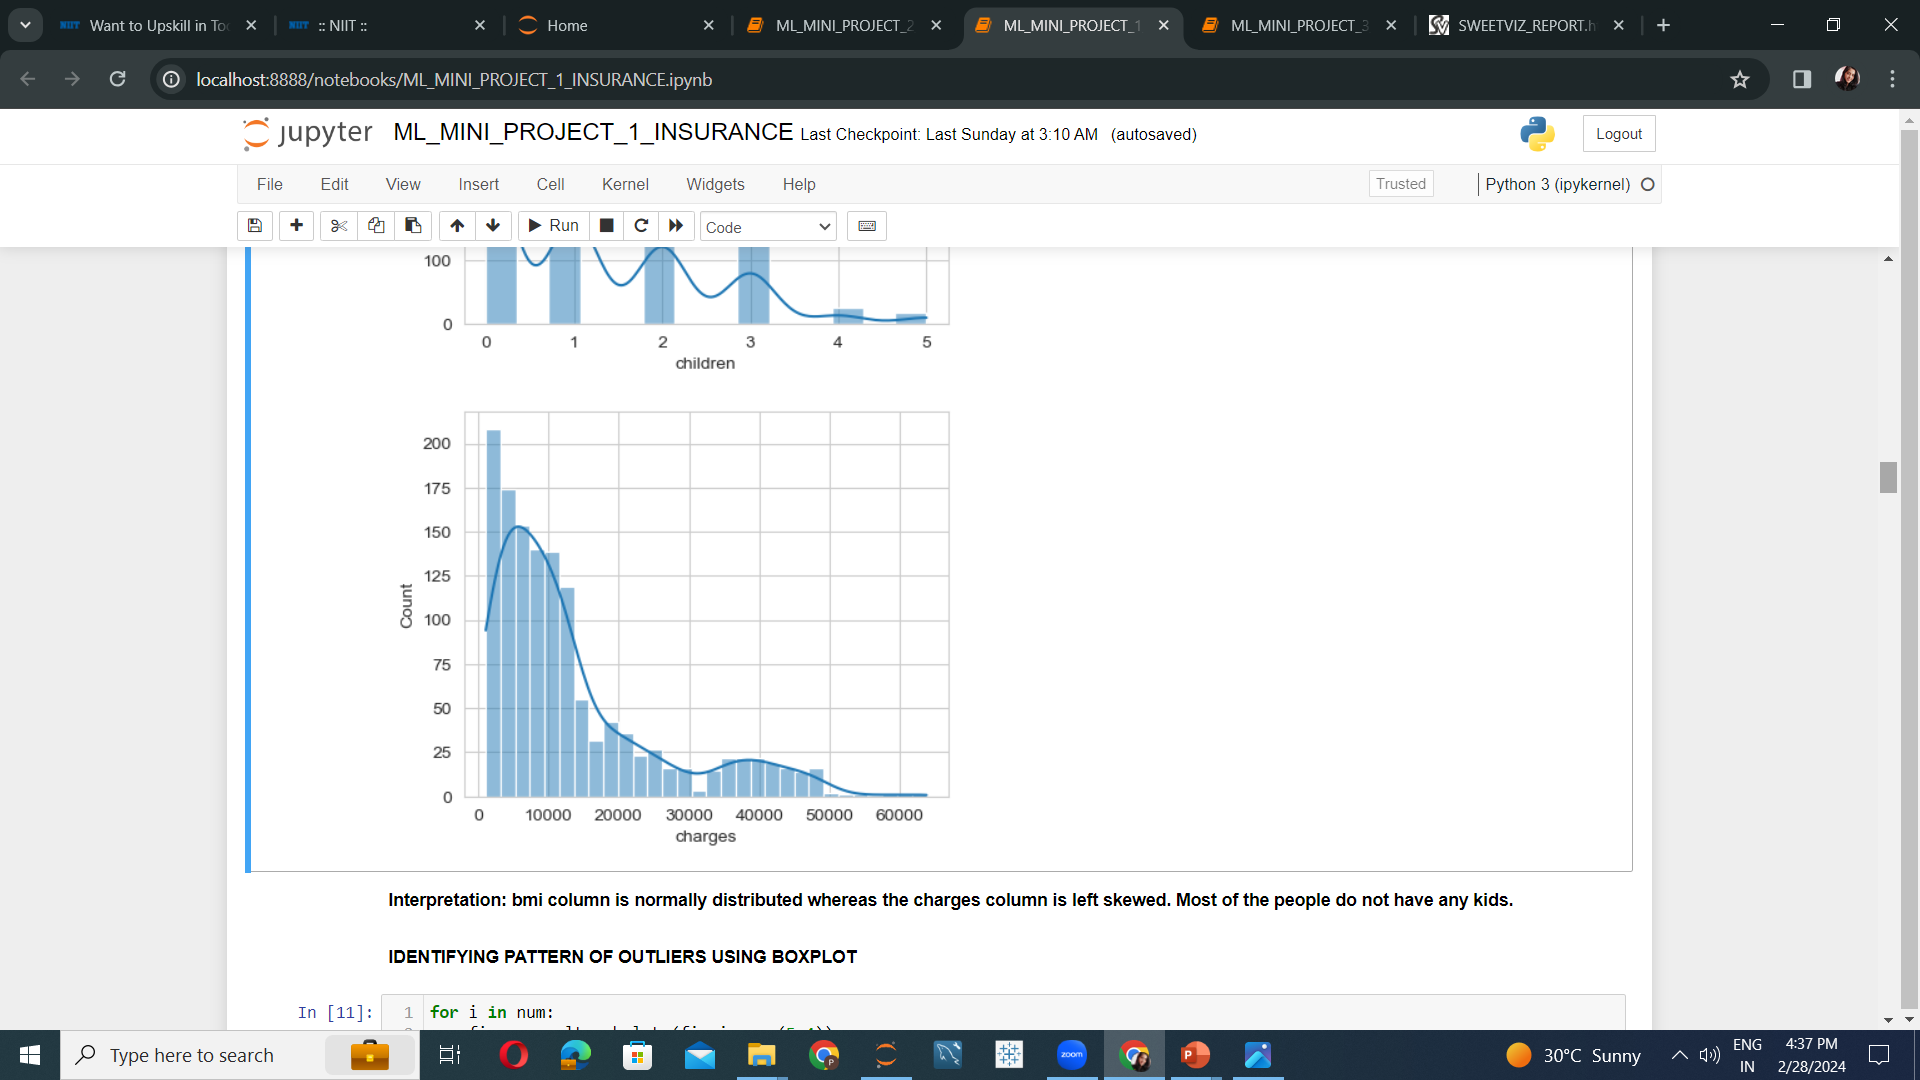 Want to Upskill in To
:: NIIT ::
Home
ML_MINI_PROJECT_2
ML_MINI_PROJECT_1
ML_MINI_PROJECT_3
SWEETVIZ_REPORT.h
localhost:8888/notebooks/ML_MINI_PROJECT_1_INSURANCE.ipynb
jupyter ML_MINI_PROJECT_1_INSURANCE Last Checkpoint: Last Sunday at 3:10 AM (autosaved)
Logout
File Edit View Insert Cell Kernel Widgets Help
Trusted
Python 3 (ipykernel)
Run
Code
100
0
0 1 2 3 4 5
children
200
175
150
125
100
75
50
25
0
Count
0 10000 20000 30000 40000 50000 60000
charges
Interpretation: bmi column is normally distributed whereas the charges column is left skewed. Most of the people do not have any kids.
IDENTIFYING PATTERN OF OUTLIERS USING BOXPLOT
In [11]:
1 for i in num:
Type here to search
zoom
30°C Sunny
ENG
IN
4:37 PM
2/28/2024